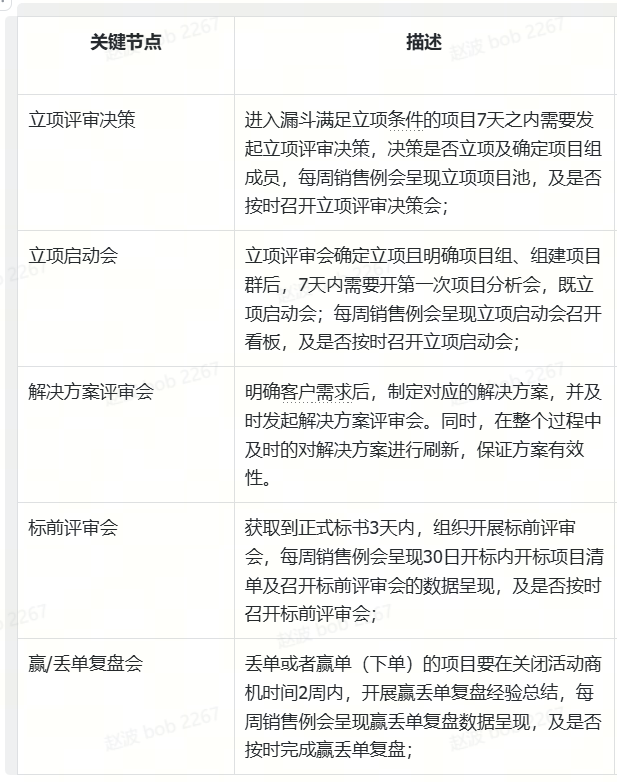 关键节点
描述
立项评审决策
进入漏斗满足立项条件的项目7天之内需要发
起立项评审决策，决策是否立项及确定项目组
成员，每周销售例会呈现立项项目池，及是否
按时召开立项评审决策会；
立项启动会
立项评审会确定立项且明确项目组、组建项目
群后，7天内需要开第一次项目分析会，既立
项启动会；每周销售例会呈现立项启动会召开
看板，及是否按时召开立项启动会；
解决方案评审会
明确客户需求后，制定对应的解决方案，并及
时发起解决方案评审会。同时，在整个过程中
及时的对解决方案进行刷新，保证方案有效
性。
标前评审会
获取到正式标书3天内，组织开展标前评审
会，每周销售例会呈现30日开标内开标项目清
单及召开标前评审会的数据呈现，及是否按时
召开标前评审会；
赢/丢单复盘会
丢单或者赢单（下单）的项目要在关闭活动商
机时间2周内，开展赢丢单复盘经验总结，每
周销售例会呈现赢丢单复盘数据呈现，及是否
按时完成赢丢单复盘；
赵波 bob 2267